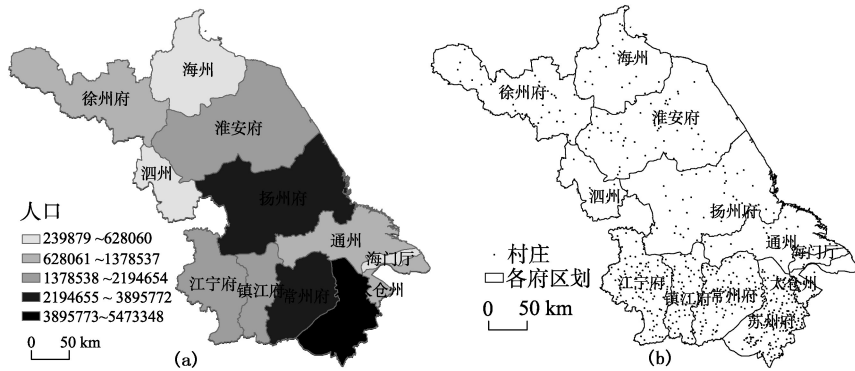 海州
徐州府
淮安府
泗州
扬州府
人口
239879 ~628060
628061 ~1378537
1378538 ~2194654
2194655 ~ 3895772
3895773~5473348
通州
海门厅
江宁府
镇江府
常州府
太仓州
0 50 km
(a)
海州
徐州府
淮安府
泗州
扬州府
村庄
各府区划
0 50 km
通州
海门厅
江宁府
镇江府
常州府
太仓州
苏州府
(b)